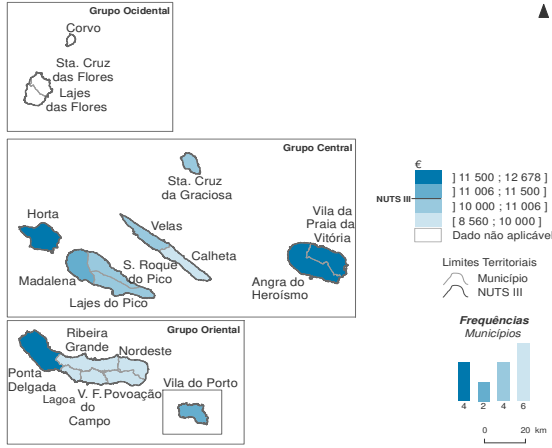 Grupo Ocidental
Corvo
Sta. Cruz
das Flores
Lajes
das Flores
Grupo Central
Sta. Cruz
da Graciosa
Horta
Velas
Vila da
Praia da
Vitória
Calheta
S. Roque
do Pico
Madalena
Angra do
Heroísmo
Lajes do Pico
Grupo Oriental
Ribeira
Grande
Nordeste
Ponta
Delgada
Lagoa
V. F.
do
Campo
Povoação
Vila do Porto
€
] 11 500 ; 12 678 ]
] 11 006 ; 11 500 ]
NUTS III
] 10 000 ; 11 006 ]
[ 8 560 ; 10 000 ]
Dado não aplicável
Limites Territoriais
Município
NUTS III
Frequências
Municípios
4 2 4 6
0 20 km